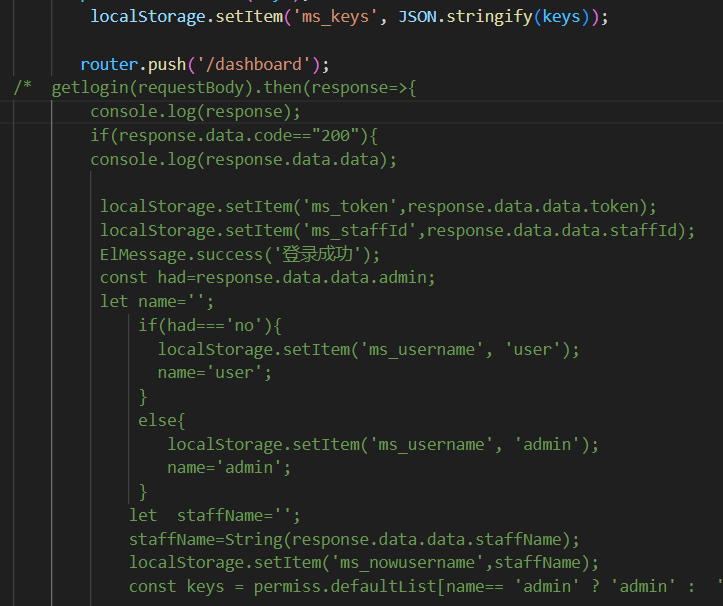 localStorage.setItem('ms_keys', JSON.stringify(keys));
router.push('/dashboard');
/* getlogin(requestBody).then(response=>{
console.log(response);
if(response.data.code=="200"){
console.log(response.data.data);
localStorage.setItem('ms_token',response.data.data.token);
localStorage.setItem('ms_staffId',response.data.data.staffId);
ElMessage.success('登录成功');
const had=response.data.data.admin;
let name='';
if(had==='no'){
localStorage.setItem('ms_username', 'user');
name='user';
}
else{
localStorage.setItem('ms_username', 'admin');
name='admin';
}
let  staffName='';
staffName=String(response.data.data.staffName);
localStorage.setItem('ms_nowusername',staffName);
const keys = permiss.defaultList[name== 'admin' ? 'admin' :  '